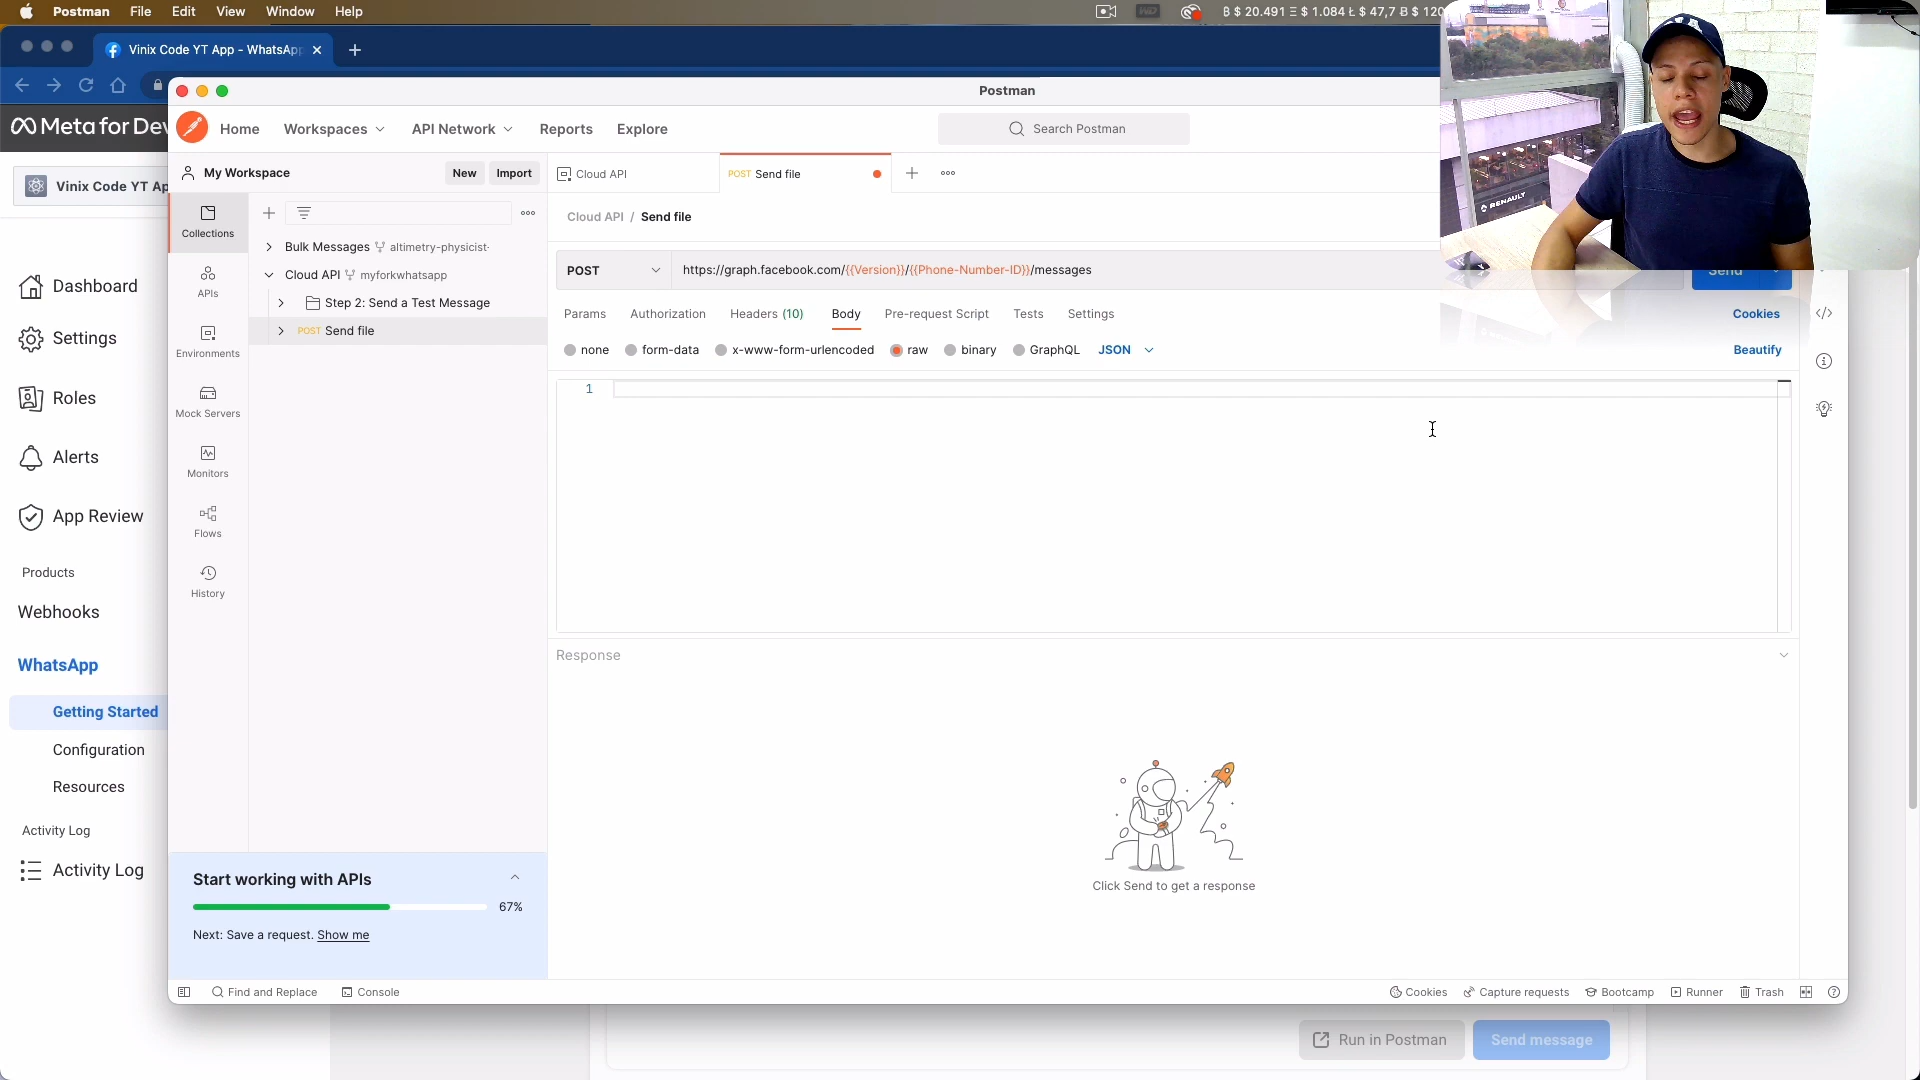 Postman File Edit View Window Help
₿ $ 20.491 Ξ $ 1.084 Ł $ 47,7 Ƀ $ 120
Vinix Code YT App - WhatsApp
Meta for Dev
Postman
Home Workspaces API Network Reports Explore
Search Postman
Vinix Code YT Ap
My Workspace
New Import
Cloud API
POST Send file
Collections
APIs
Environments
Mock Servers
Monitors
Flows
History
Bulk Messages altimetry-physicist-
Cloud API myforkwhatsapp
Step 2: Send a Test Message
POST Send file
Cloud API / Send file
POST
https://graph.facebook.com/{{Version}}/{{Phone-Number-ID}}/messages
Send
Params Authorization Headers (10) Body Pre-request Script Tests Settings
Cookies
none form-data x-www-form-urlencoded raw binary GraphQL JSON
Beautify
1
Response
Click Send to get a response
Dashboard
Settings
Roles
Alerts
App Review
Products
Webhooks
WhatsApp
Getting Started
Configuration
Resources
Activity Log
Activity Log
Start working with APIs
67%
Next: Save a request. Show me
Find and Replace Console
Cookies Capture requests Bootcamp Runner Trash
Run in Postman
Send message
RENAULT